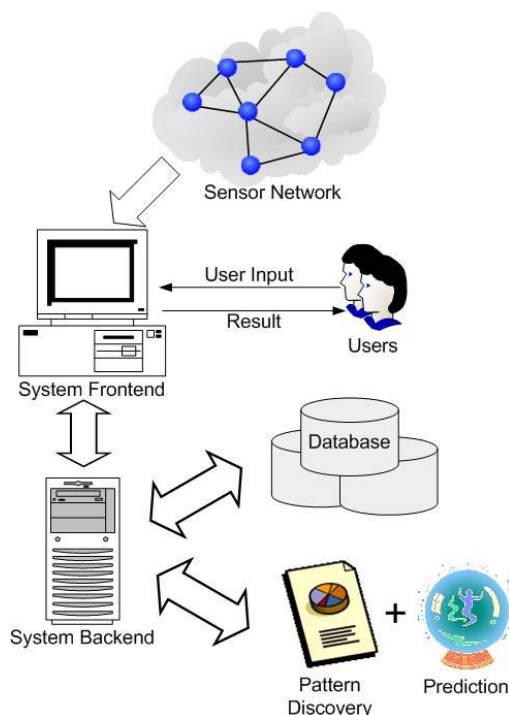 Sensor Network
User Input
Result
Users
System Frontend
Database
System Backend
Pattern
Discovery
+
Prediction